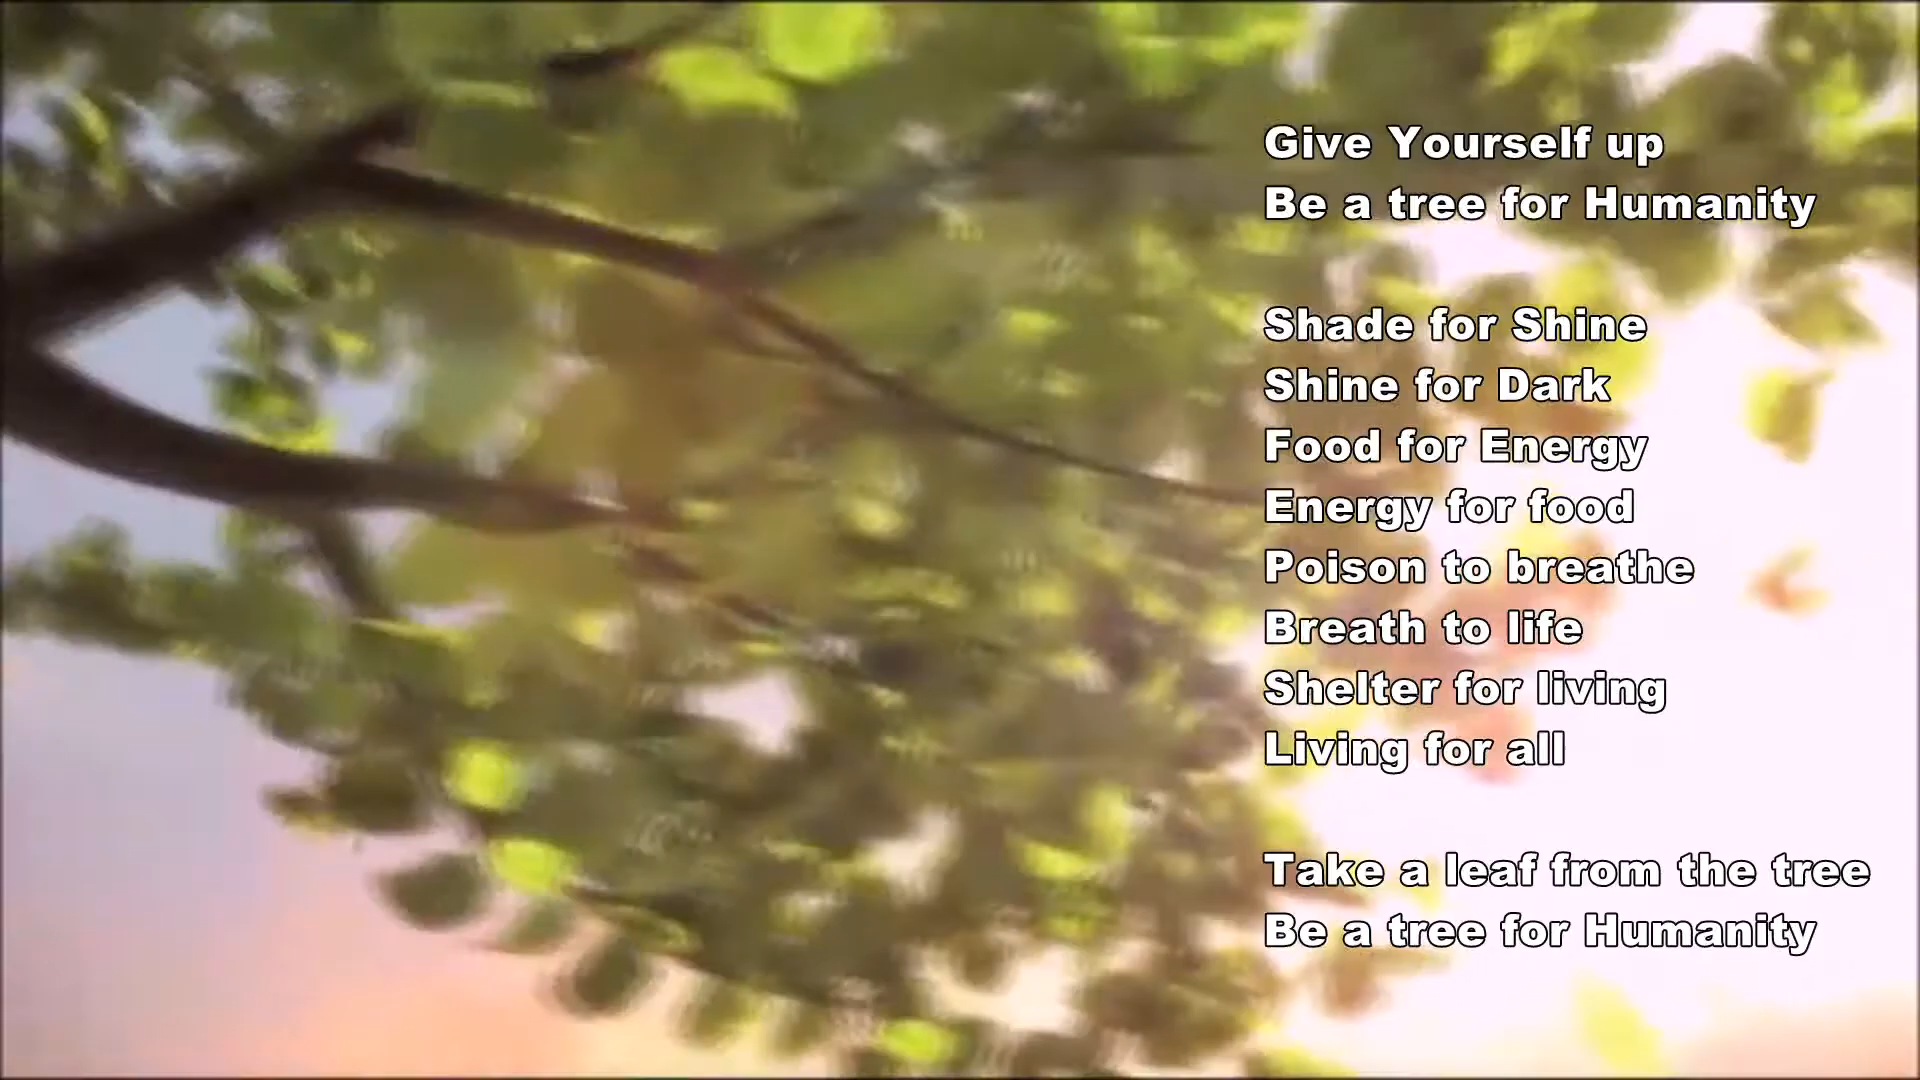 Give Yourself up
Be a tree for Humanity
Shade for Shine
Shine for Dark
Food for Energy
Energy for food
Poison to breathe
Breath to life
Shelter for living
Living for all
Take a leaf from the tree
Be a tree for Humanity